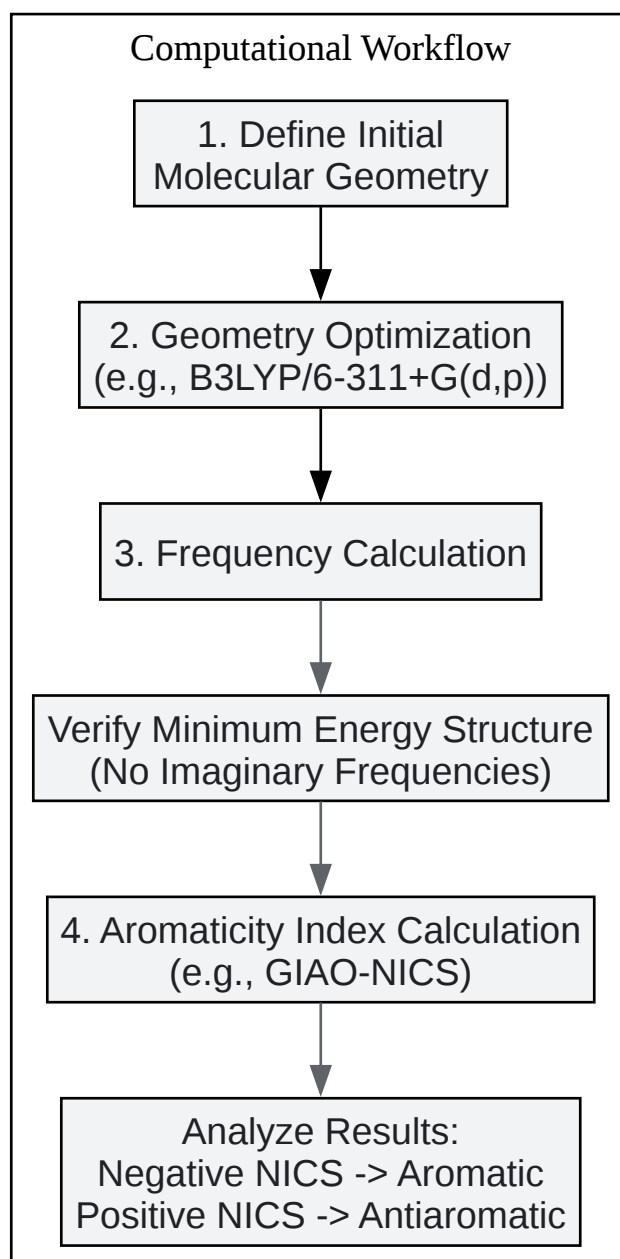 Computational Workflow
1. Define Initial
Molecular Geometry
2. Geometry Optimization
(e.g., B3LYP/6-311+G(d,p))
3. Frequency Calculation
Verify Minimum Energy Structure
(No Imaginary Frequencies)
4. Aromaticity Index Calculation
(e.g., GIAO-NICS)
Analyze Results:
Negative NICS -> Aromatic
Positive NICS -> Antiaromatic